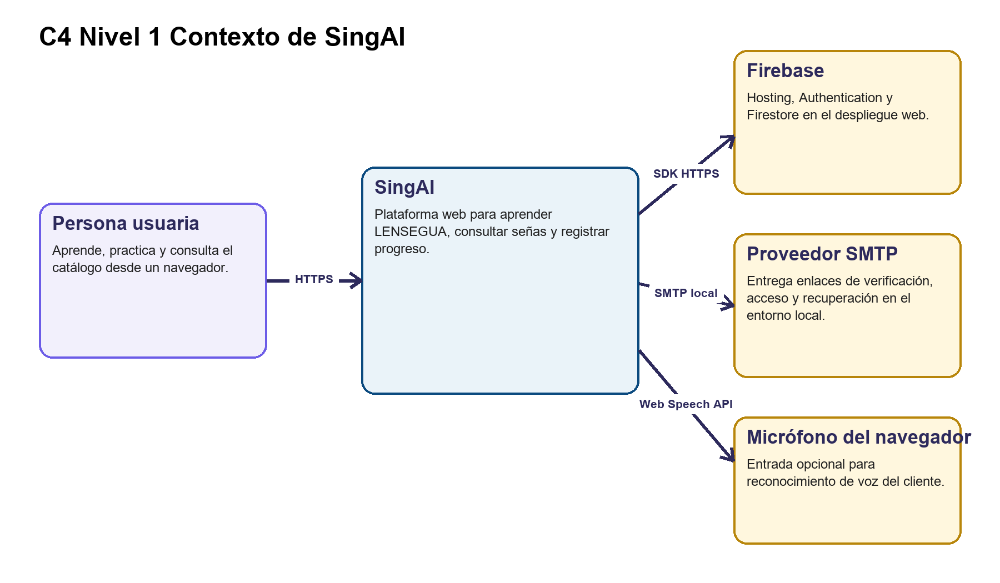 C4 Nivel 1 Contexto de SingAI
Persona usuaria
Aprende, practica y consulta el
catálogo desde un navegador.
HTTPS
SingAI
Plataforma web para aprender
LENSEGUA, consultar señas y registrar
progreso.
SDK HTTPS
SMTP local
Web Speech API
Firebase
Hosting, Authentication y
Firestore en el despliegue web.
Proveedor SMTP
Entrega enlaces de verificación,
acceso y recuperación en el
entorno local.
Micrófono del navegador
Entrada opcional para
reconocimiento de voz del cliente.